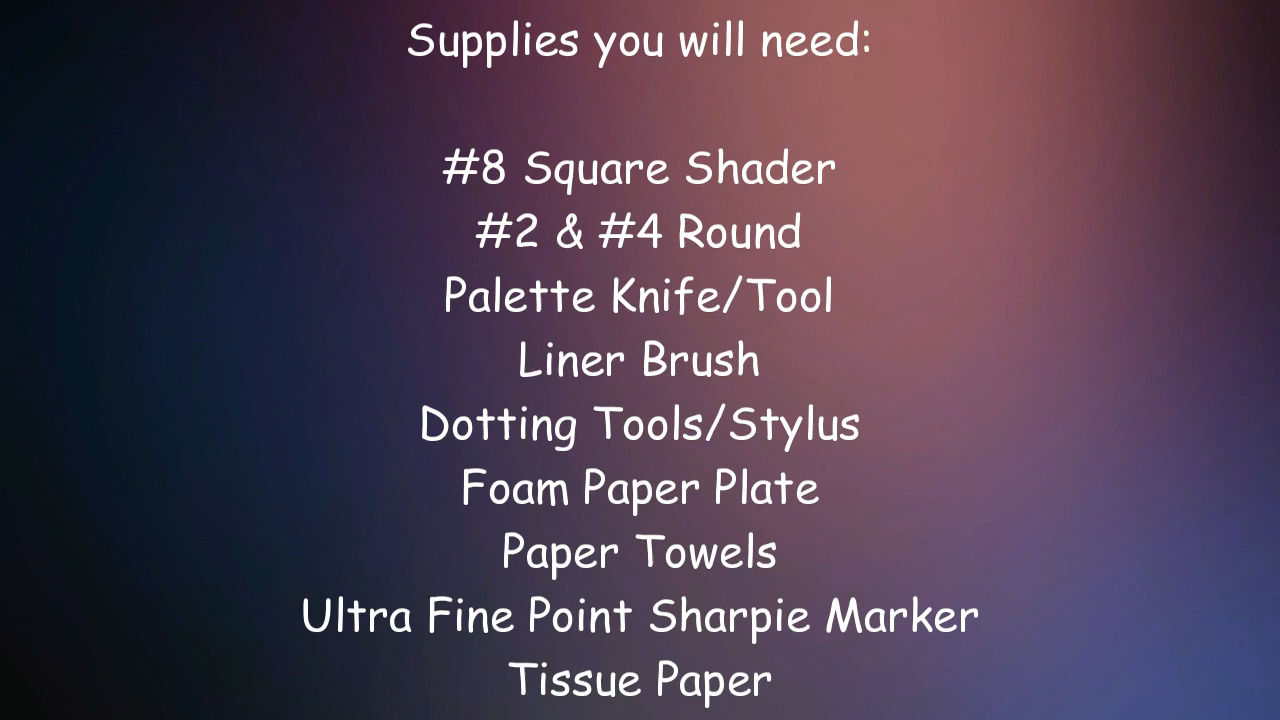 Supplies you will need:
#8 Square Shader
#2 & #4 Round
Palette Knife/Tool
Liner Brush
Dotting Tools/Stylus
Foam Paper Plate
Paper Towels
Ultra Fine Point Sharpie Marker
Tissue Paper